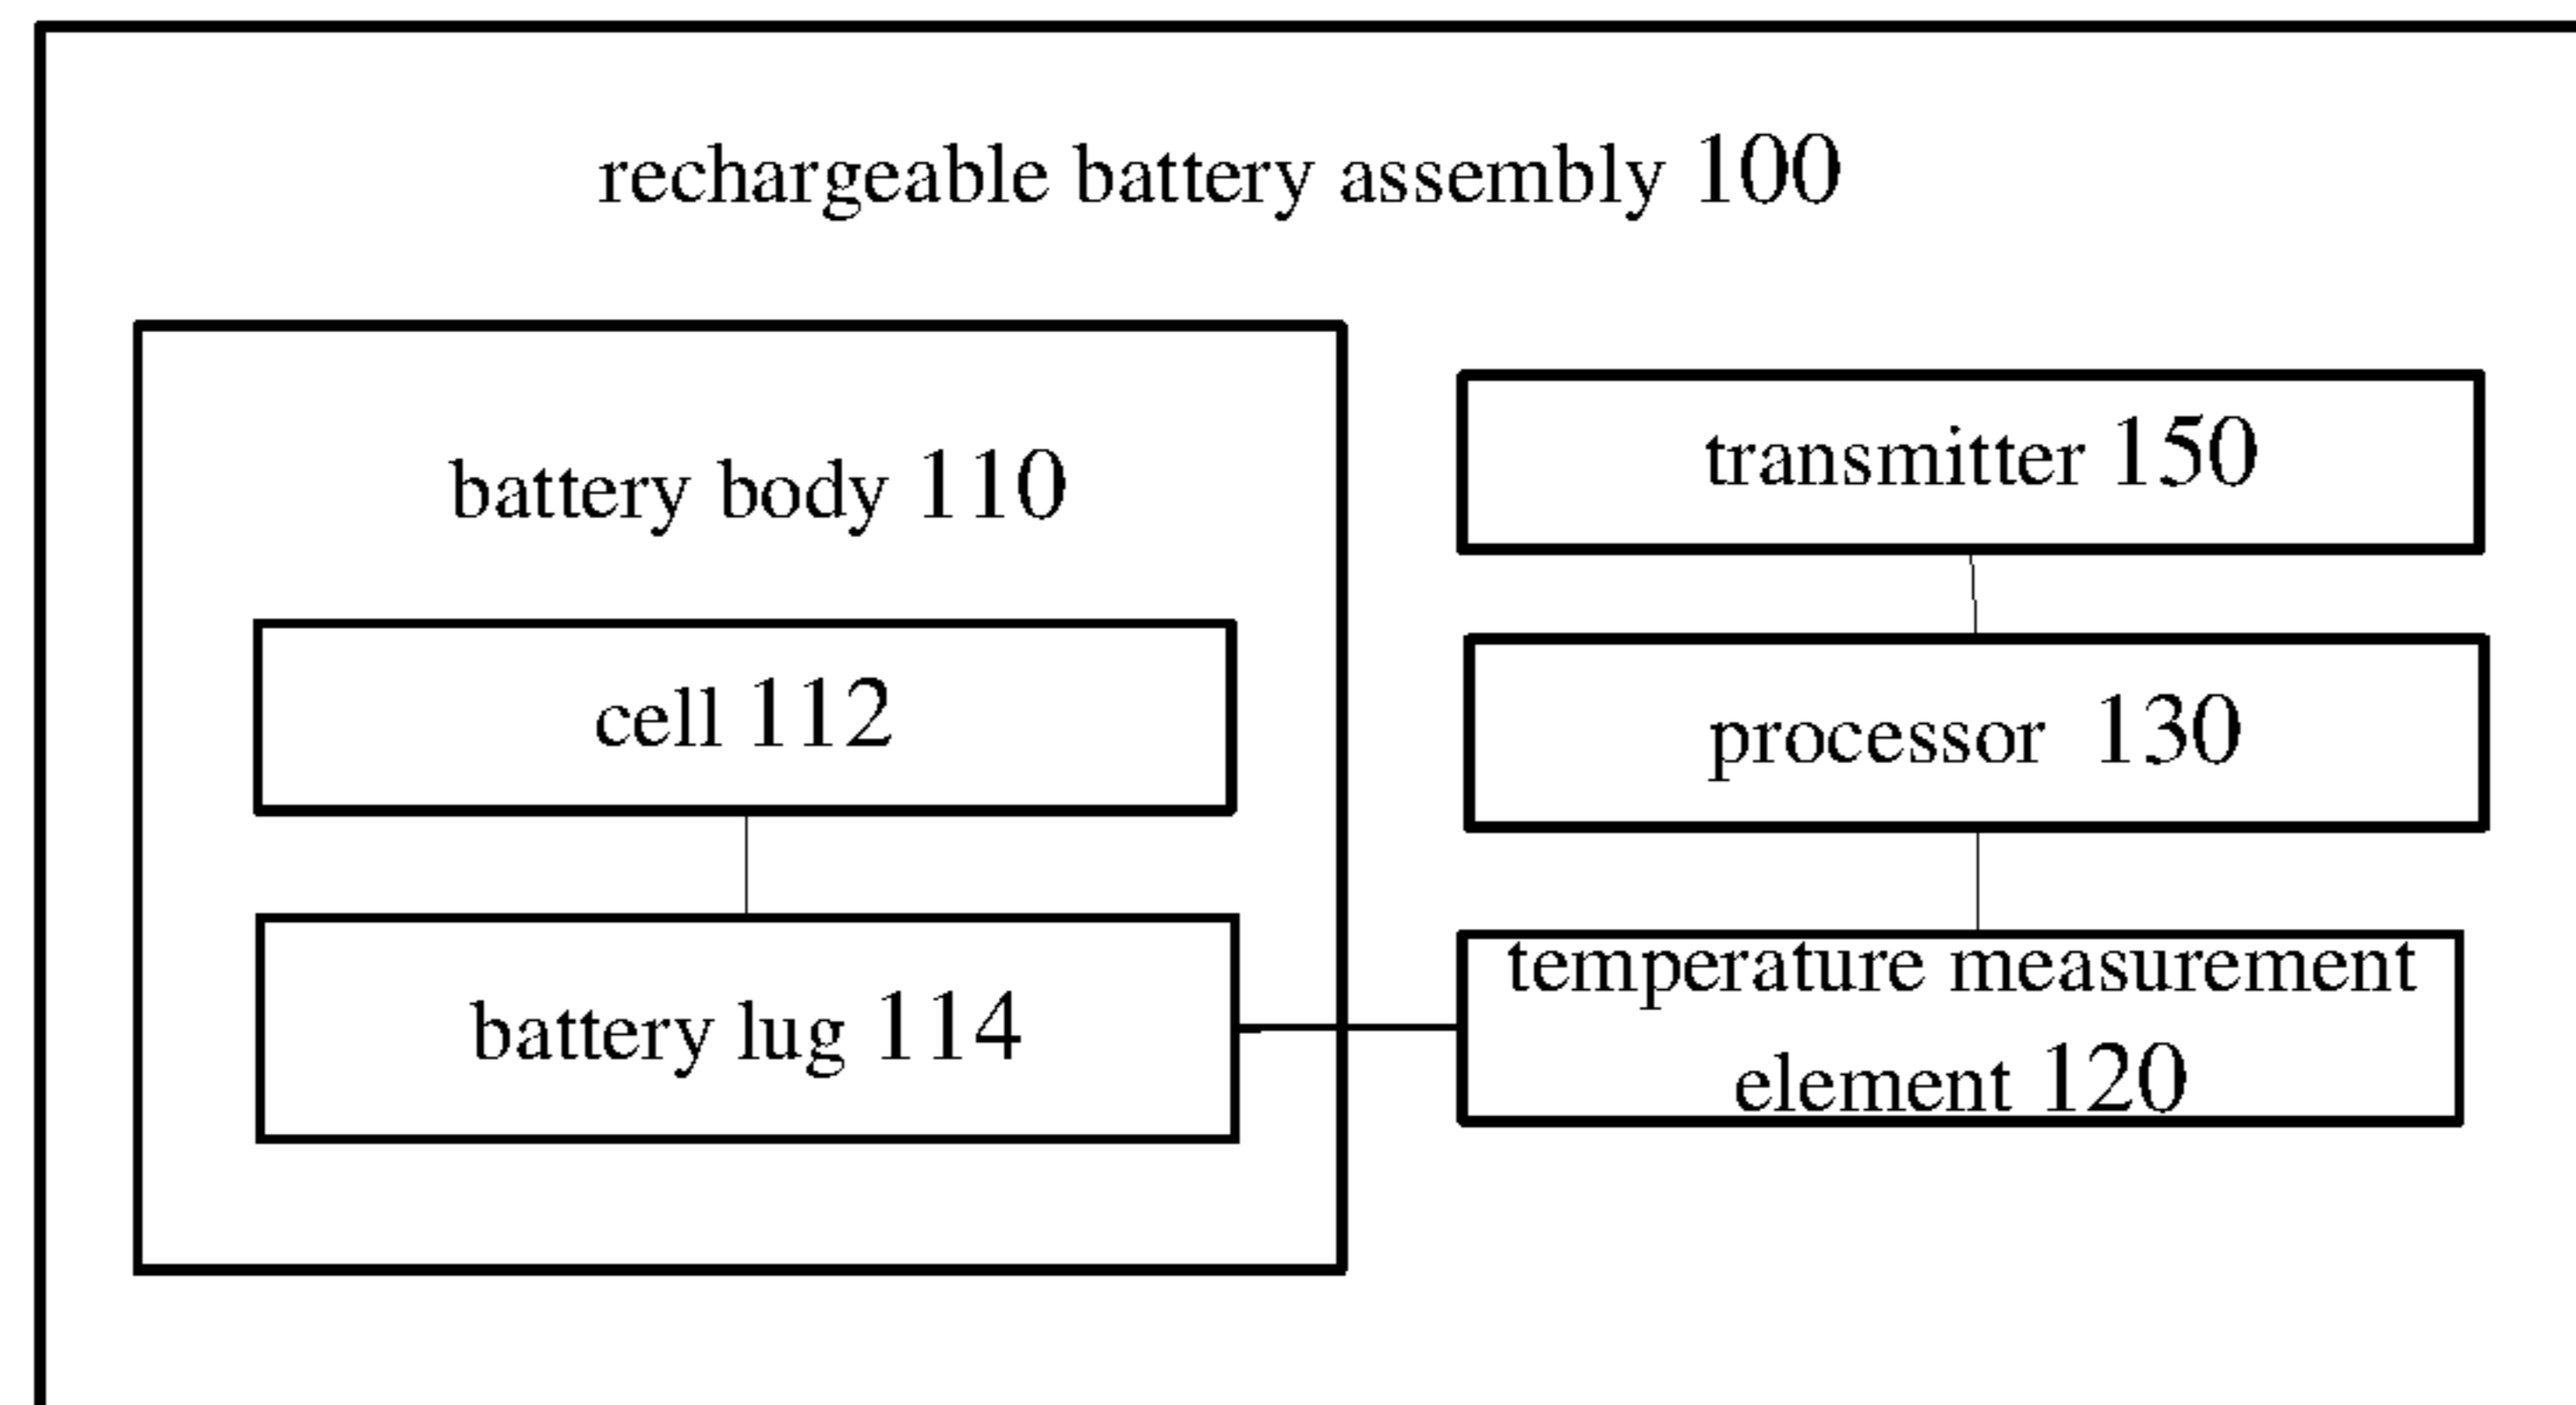 rechargeable battery assembly 100
battery body 110
cell 112
battery lug 114
transmitter 150
processor 130
temperature measurement
element 120